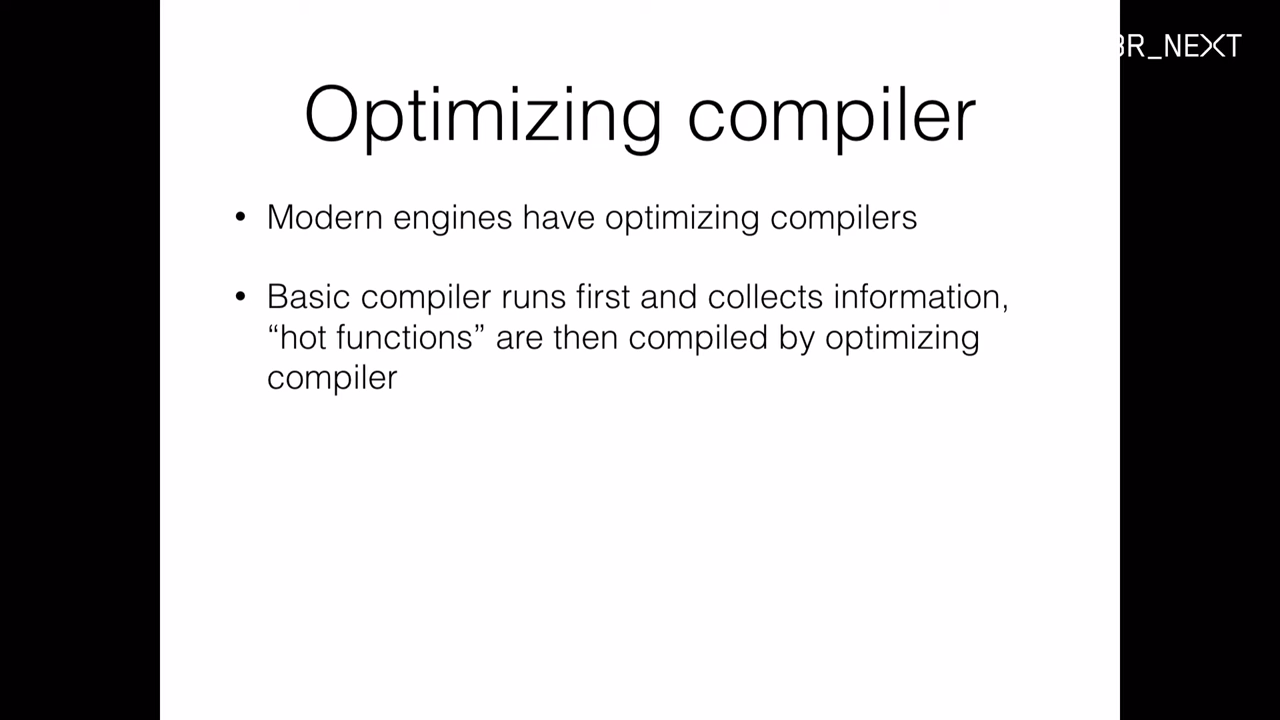 BR_NEXT
Optimizing compiler
• Modern engines have optimizing compilers
• Basic compiler runs first and collects information,
“hot functions” are then compiled by optimizing
compiler